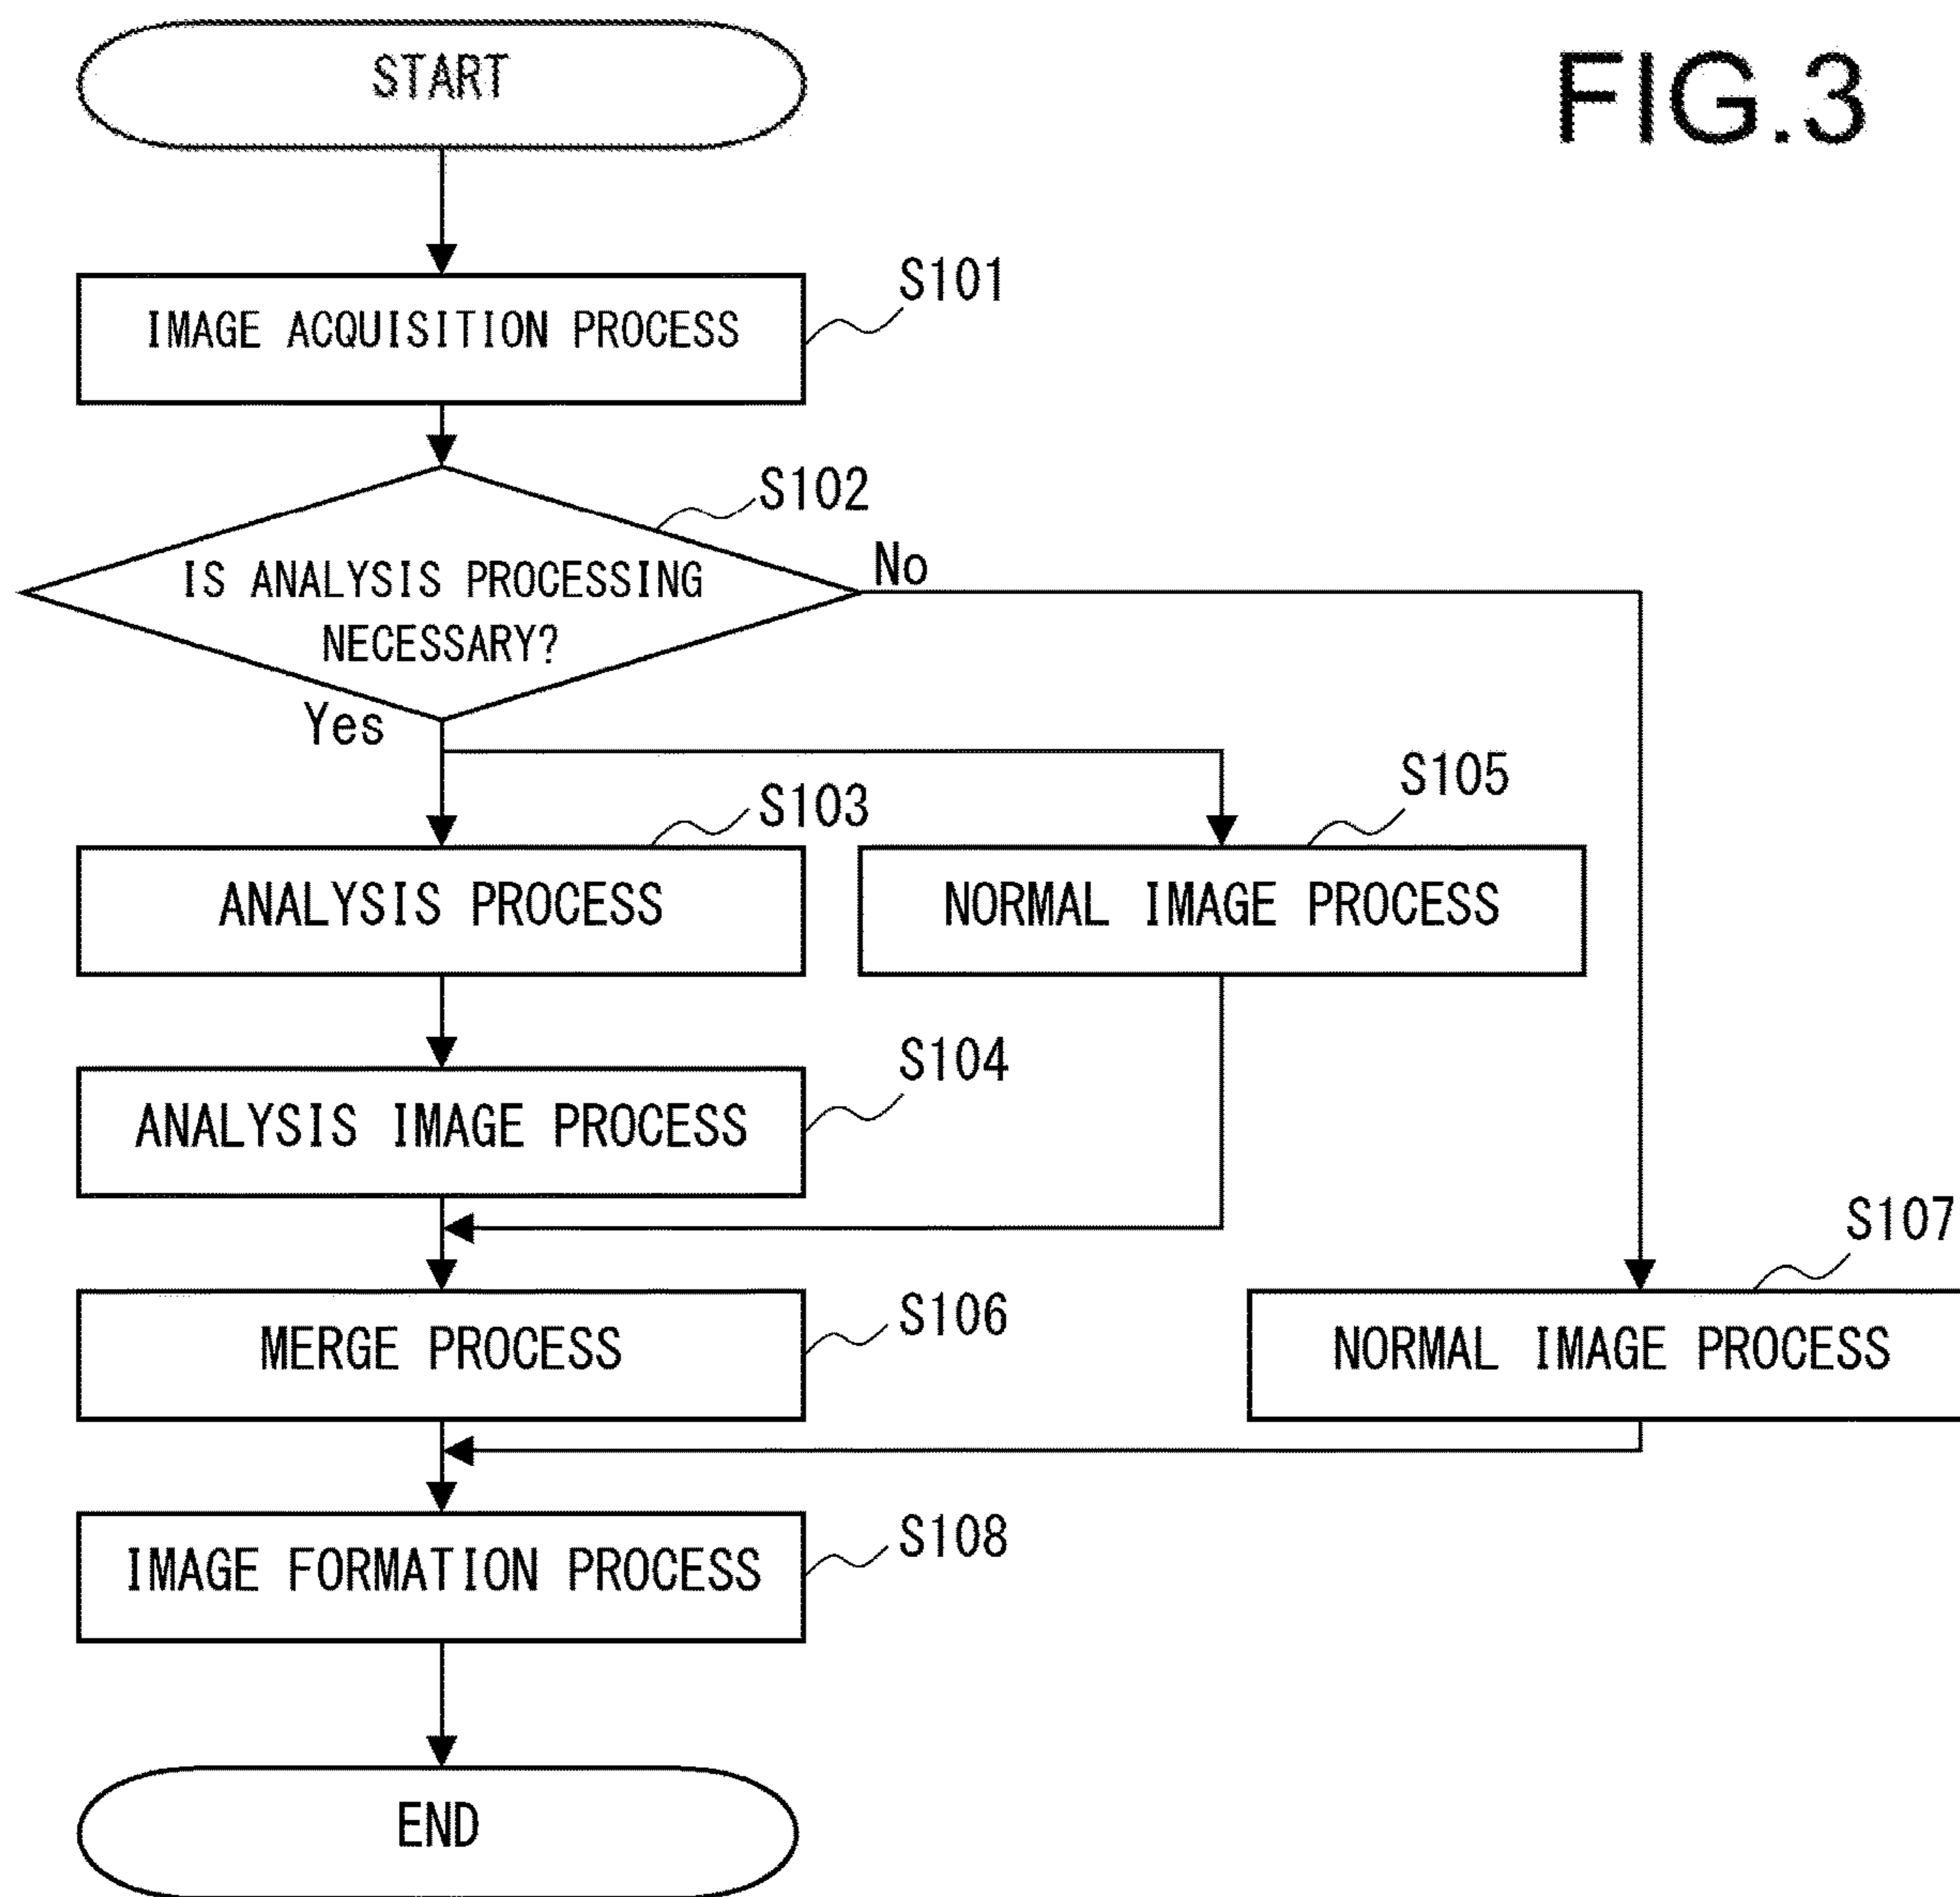 FIG.3
START
IMAGE ACQUISITION PROCESS
S101
S102
IS ANALYSIS PROCESSING
NECESSARY?
No
Yes
S103
ANALYSIS PROCESS
S105
NORMAL IMAGE PROCESS
S104
ANALYSIS IMAGE PROCESS
S106
MERGE PROCESS
S107
NORMAL IMAGE PROCESS
S108
IMAGE FORMATION PROCESS
END